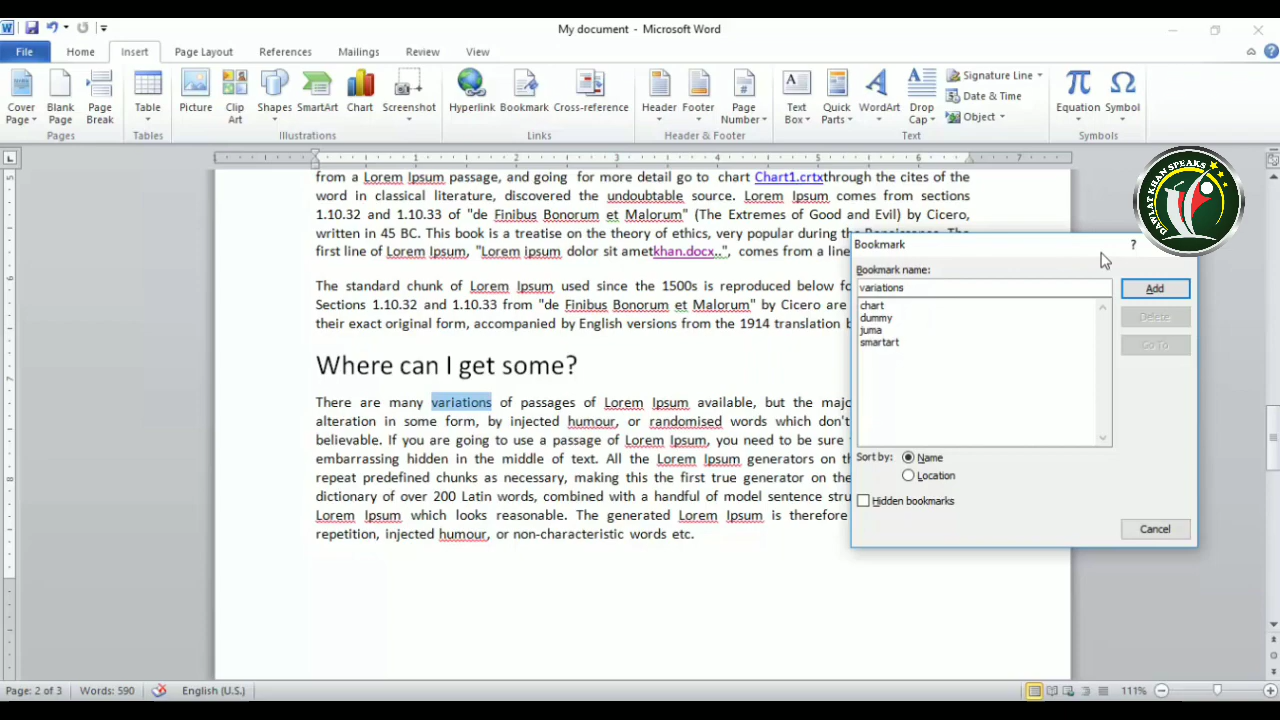 My document - Microsoft Word
File Home Insert Page Layout References Mailings Review View
Cover Page Blank Page Page Break Table Picture Clip Art Shapes SmartArt Chart Screenshot Hyperlink Bookmark Cross-reference Header Footer Page Number Text Box Quick Parts WordArt Drop Cap Signature Line Date & Time Object Equation Symbol
Pages Tables Illustrations Links Header & Footer Text Symbols
1 2 3 4 5 6 7
from a Lorem Ipsum passage, and going for more detail go to chart Chart1.crtxthrough the cites of the
word in classical literature, discovered the undoubtable source. Lorem Ipsum comes from sections
1.10.32 and 1.10.33 of "de Finibus Bonorum et Malorum" (The Extremes of Good and Evil) by Cicero,
written in 45 BC. This book is a treatise on the theory of ethics, very popular during the Renaissance. The
first line of Lorem Ipsum, "Lorem ipsum dolor sit ametkhan.docx..", comes from a line
The standard chunk of Lorem Ipsum used since the 1500s is reproduced below fo
Sections 1.10.32 and 1.10.33 from "de Finibus Bonorum et Malorum" by Cicero are
their exact original form, accompanied by English versions from the 1914 translation b
Where can I get some?
There are many variations of passages of Lorem Ipsum available, but the majo
alteration in some form, by injected humour, or randomised words which don't
believable. If you are going to use a passage of Lorem Ipsum, you need to be sure
embarrassing hidden in the middle of text. All the Lorem Ipsum generators on th
repeat predefined chunks as necessary, making this the first true generator on the
dictionary of over 200 Latin words, combined with a handful of model sentence stru
Lorem Ipsum which looks reasonable. The generated Lorem Ipsum is therefore
repetition, injected humour, or non-characteristic words etc.
DAWLAT KHAN SPEAKS
Bookmark ?
Bookmark name:
variations
Add
chart
dummy
juma
smartart
Delete
Go To
Sort by: Name
Location
Hidden bookmarks
Cancel
Page: 2 of 3 Words: 590 English (U.S.) 111%